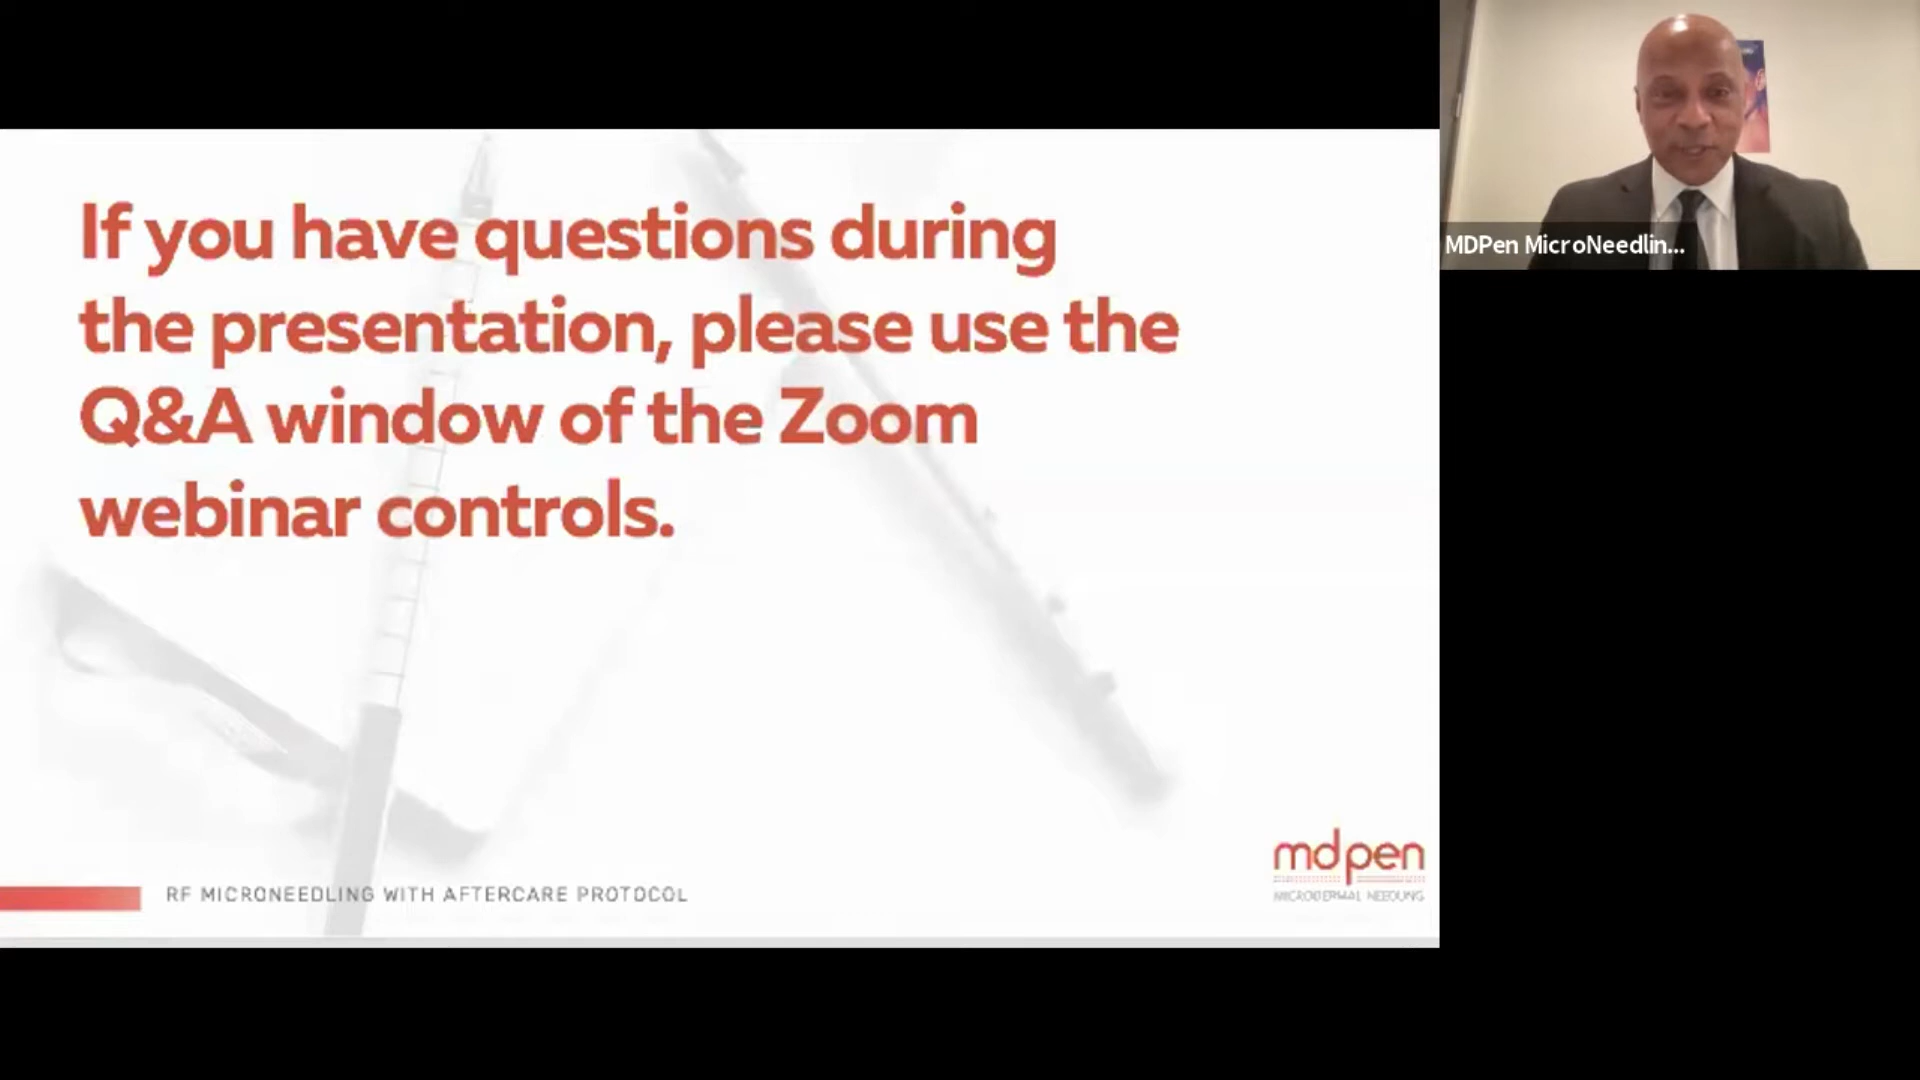 If you have questions during
the presentation, please use the
Q&A window of the Zoom
webinar controls.
RF MICRONEEDLING WITH AFTERCARE PROTOCOL
mdpen
MICRODERMAL NEEDLING
MDPen MicroNeedlin...